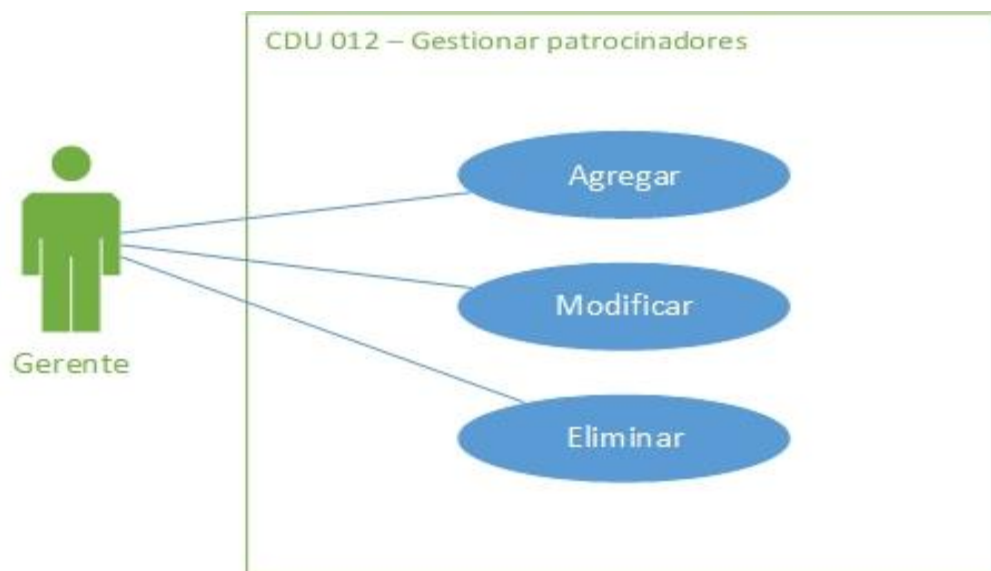 CDU 012 – Gestionar patrocinadores
Agregar
Modificar
Gerente
Eliminar